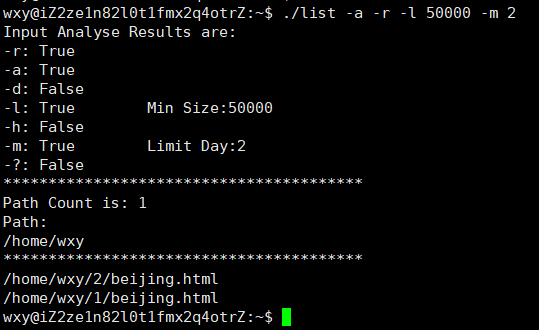 wxy@iZ2ze1n82l0t1fmx2q4otrZ:~$ ./list -a -r -l 50000 -m 2
Input Analyse Results are:
-r: True
-a: True
-d: False
-l: True        Min Size:50000
-h: False
-m: True        Limit Day:2
-?: False
****************************************
Path Count is: 1
Path:
/home/wxy
****************************************
/home/wxy/2/beijing.html
/home/wxy/1/beijing.html
wxy@iZ2ze1n82l0t1fmx2q4otrZ:~$